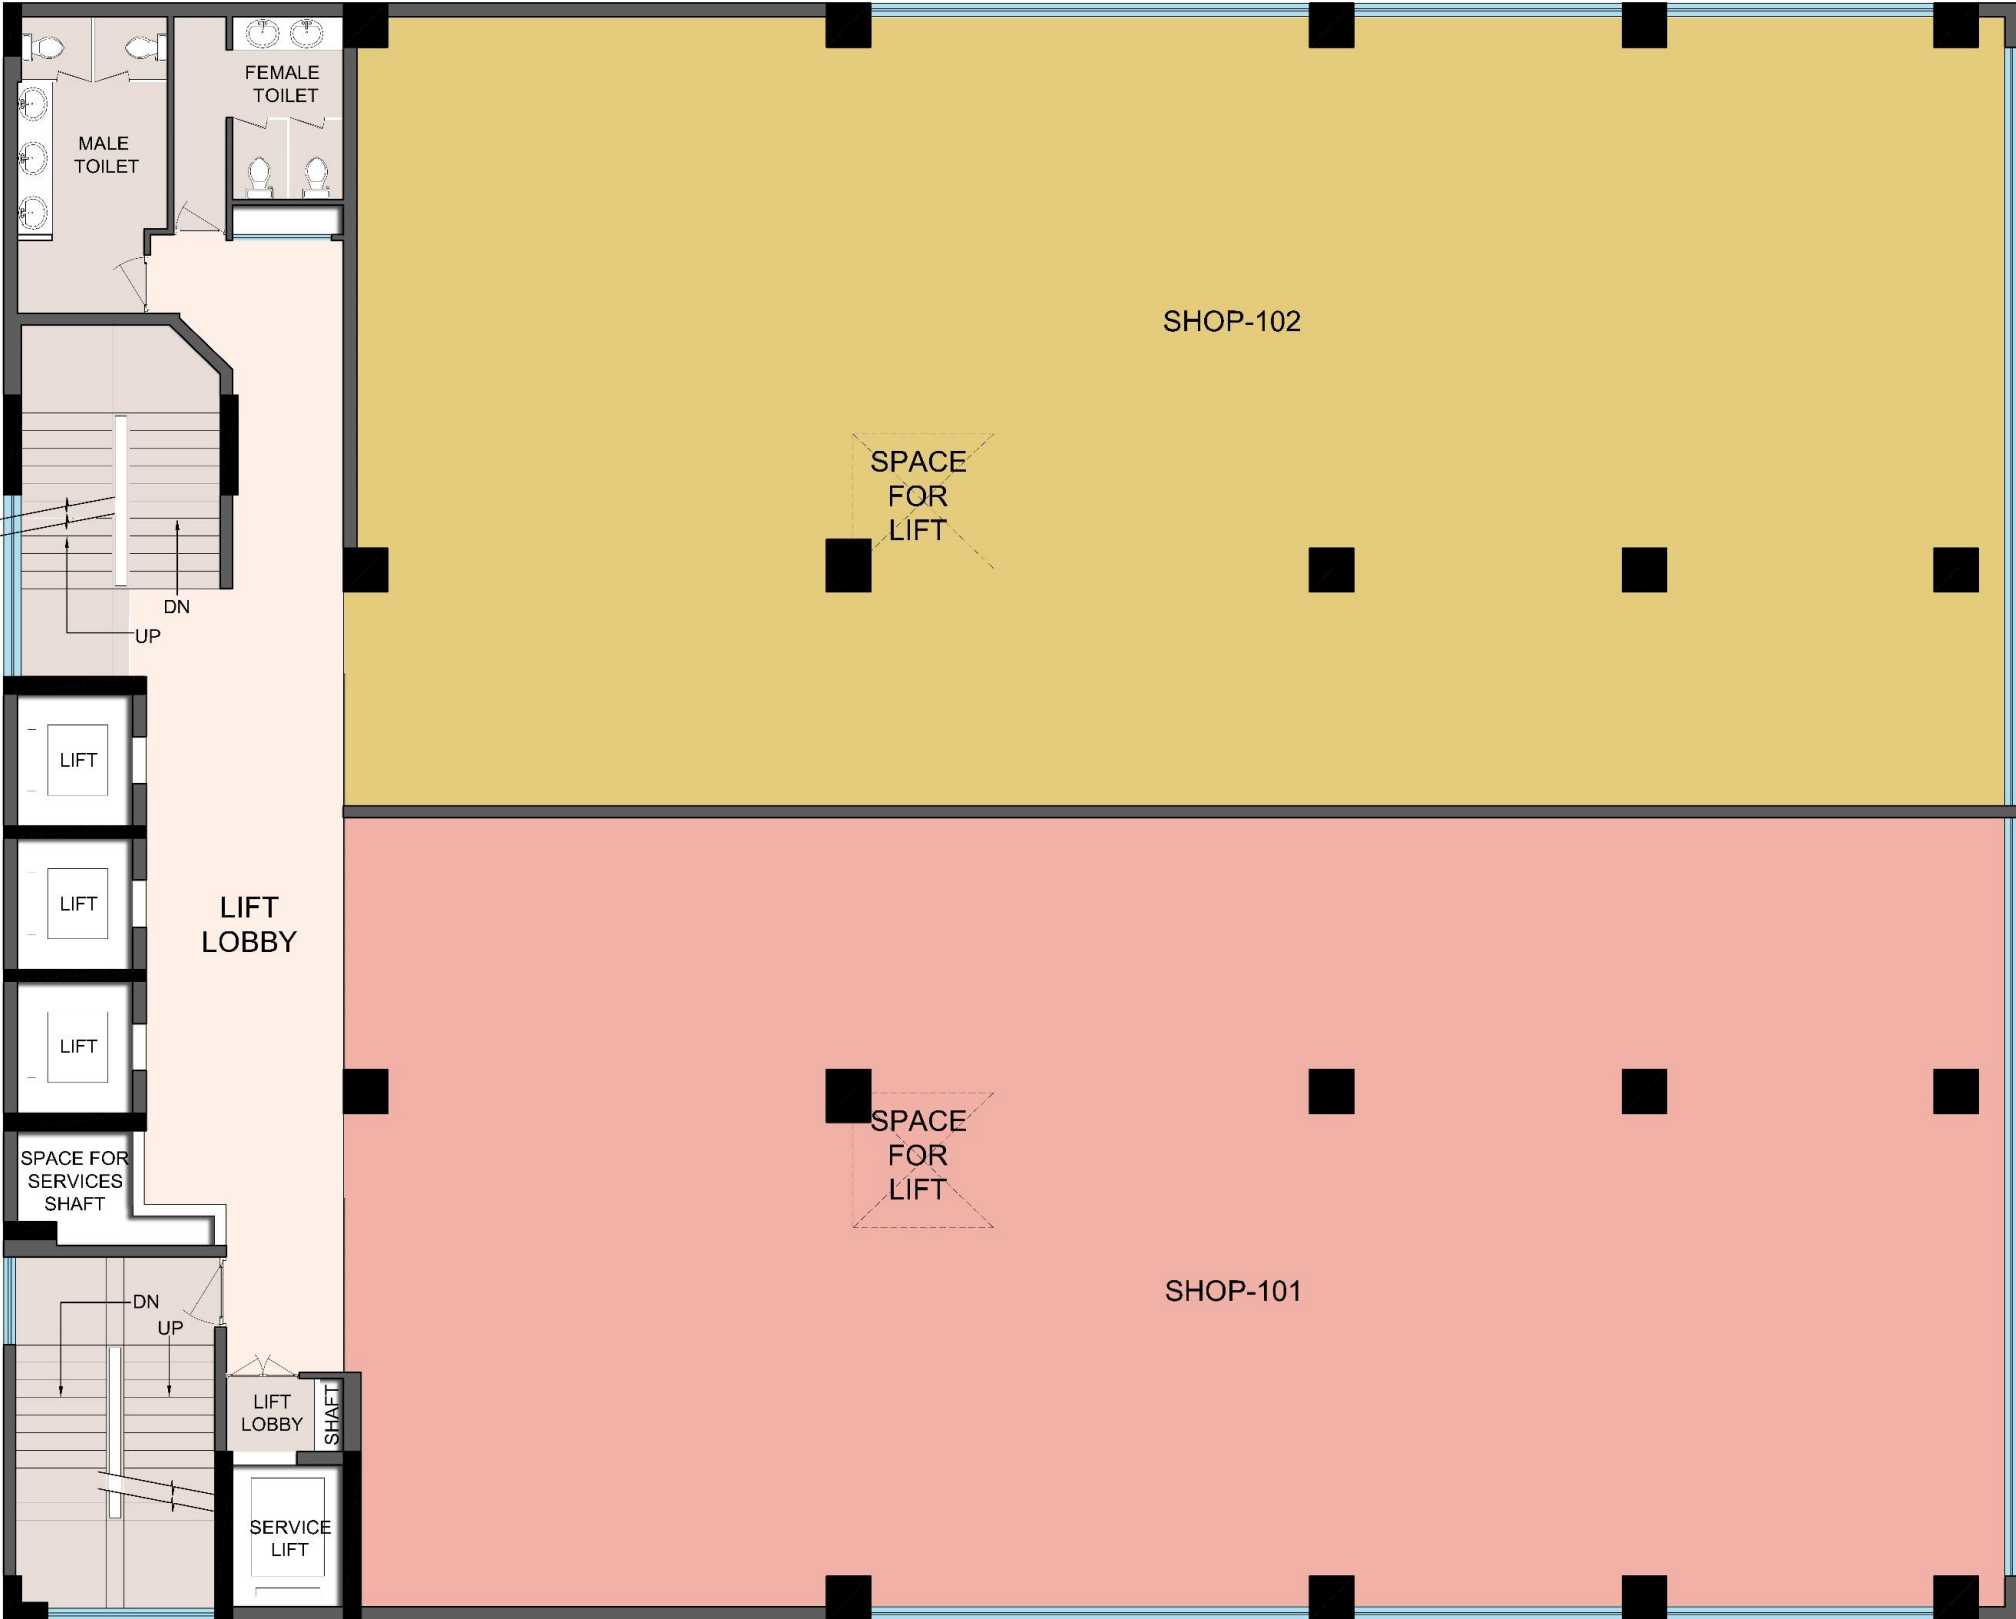 FEMALE
TOILET
MALE
TOILET
SHOP-102
SPACE
FOR
LIFT
DN
UP
LIFT
LIFT
LIFT
LOBBY
LIFT
SPACE FOR
SERVICES
SHAFT
SPACE
FOR
LIFT
SHOP-101
DN
UP
LIFT
LOBBY
SHAFT
SERVICE
LIFT